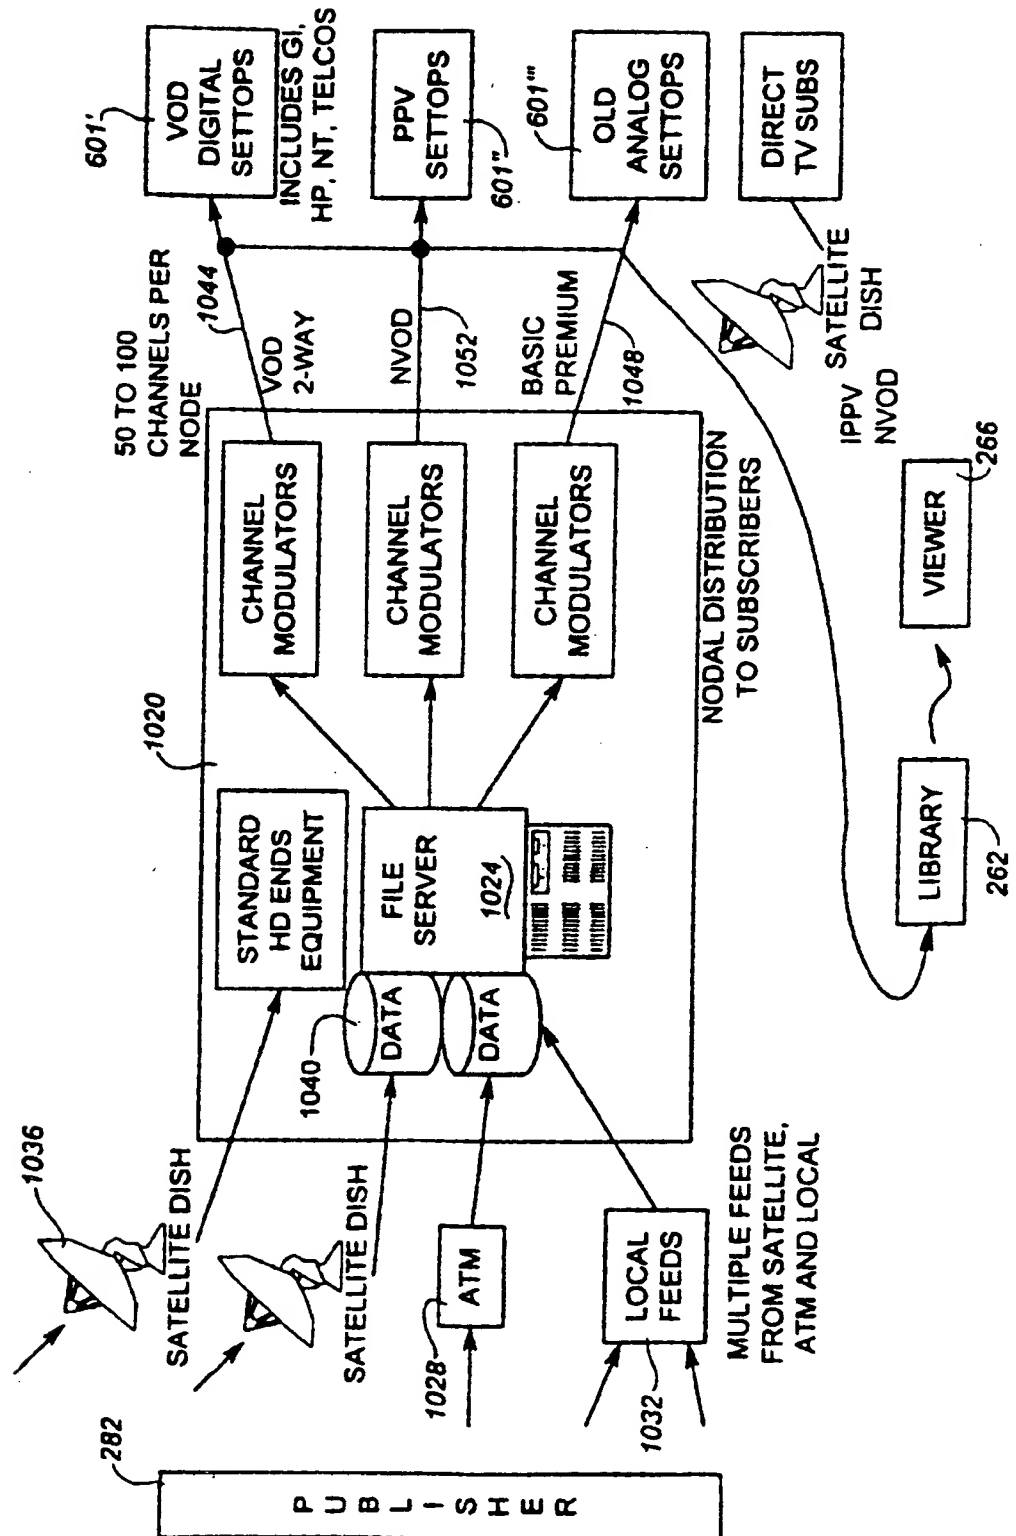 282
PUBLISHER
1036
SATELLITE DISH
SATELLITE DISH
1028
ATM
1032
LOCAL
FEEDS
MULTIPLE FEEDS
FROM SATELLITE,
ATM AND LOCAL
1020
STANDARD
HD ENDS
EQUIPMENT
1040
DATA
DATA
FILE
SERVER
1024
CHANNEL
MODULATORS
CHANNEL
MODULATORS
CHANNEL
MODULATORS
NODAL DISTRIBUTION
TO SUBSCRIBERS
50 TO 100
CHANNELS PER
NODE
1044
VOD
2-WAY
NVOD
1052
BASIC
PREMIUM
1048
601'
VOD
DIGITAL
SETTOPS
INCLUDES GI,
HP, NT, TELCOS
PPV
SETTOPS
601"
601'''
OLD
ANALOG
SETTOPS
DIRECT
TV SUBS
SATELLITE
DISH
IPPV
NVOD
LIBRARY
262
VIEWER
266